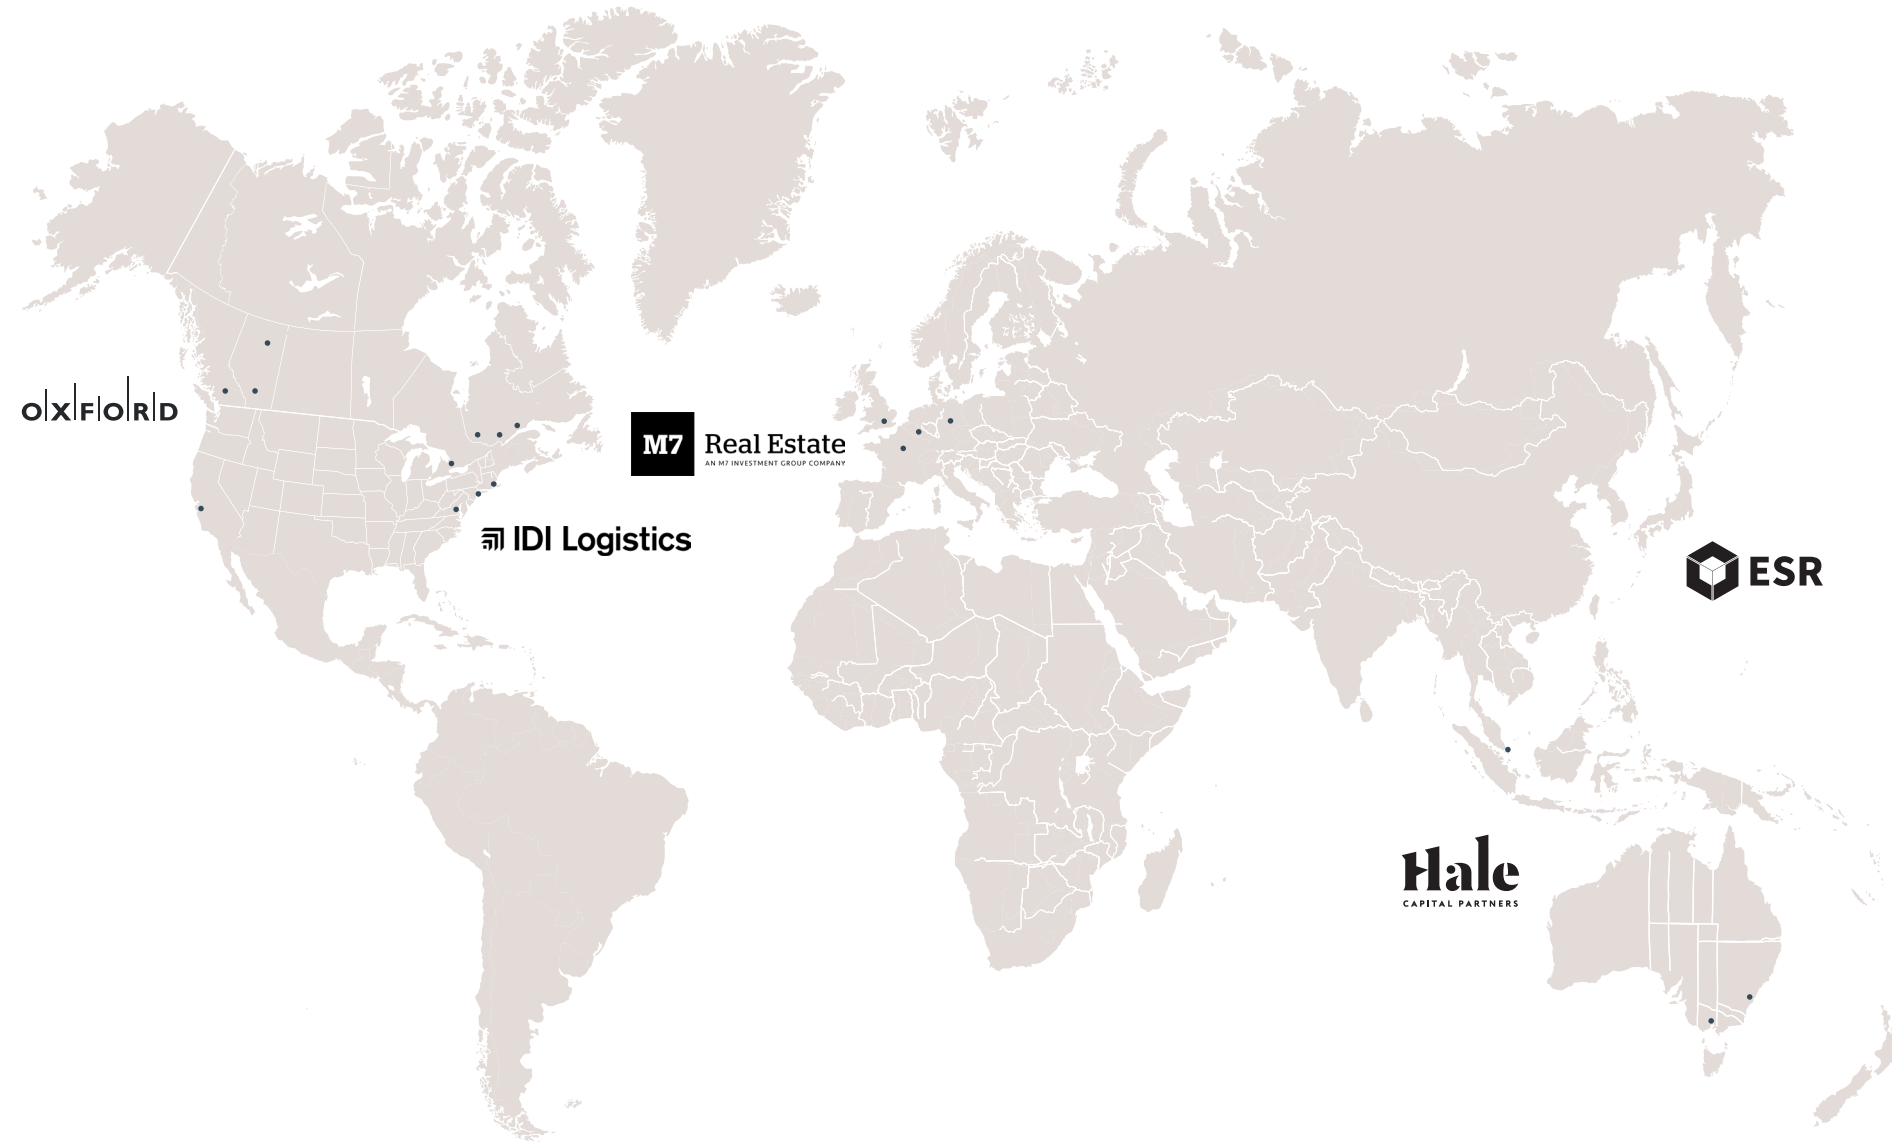 OXFORD
M7 Real Estate
AN M7 INVESTMENT GROUP COMPANY
IDI Logistics
ESR
Hale
CAPITAL PARTNERS